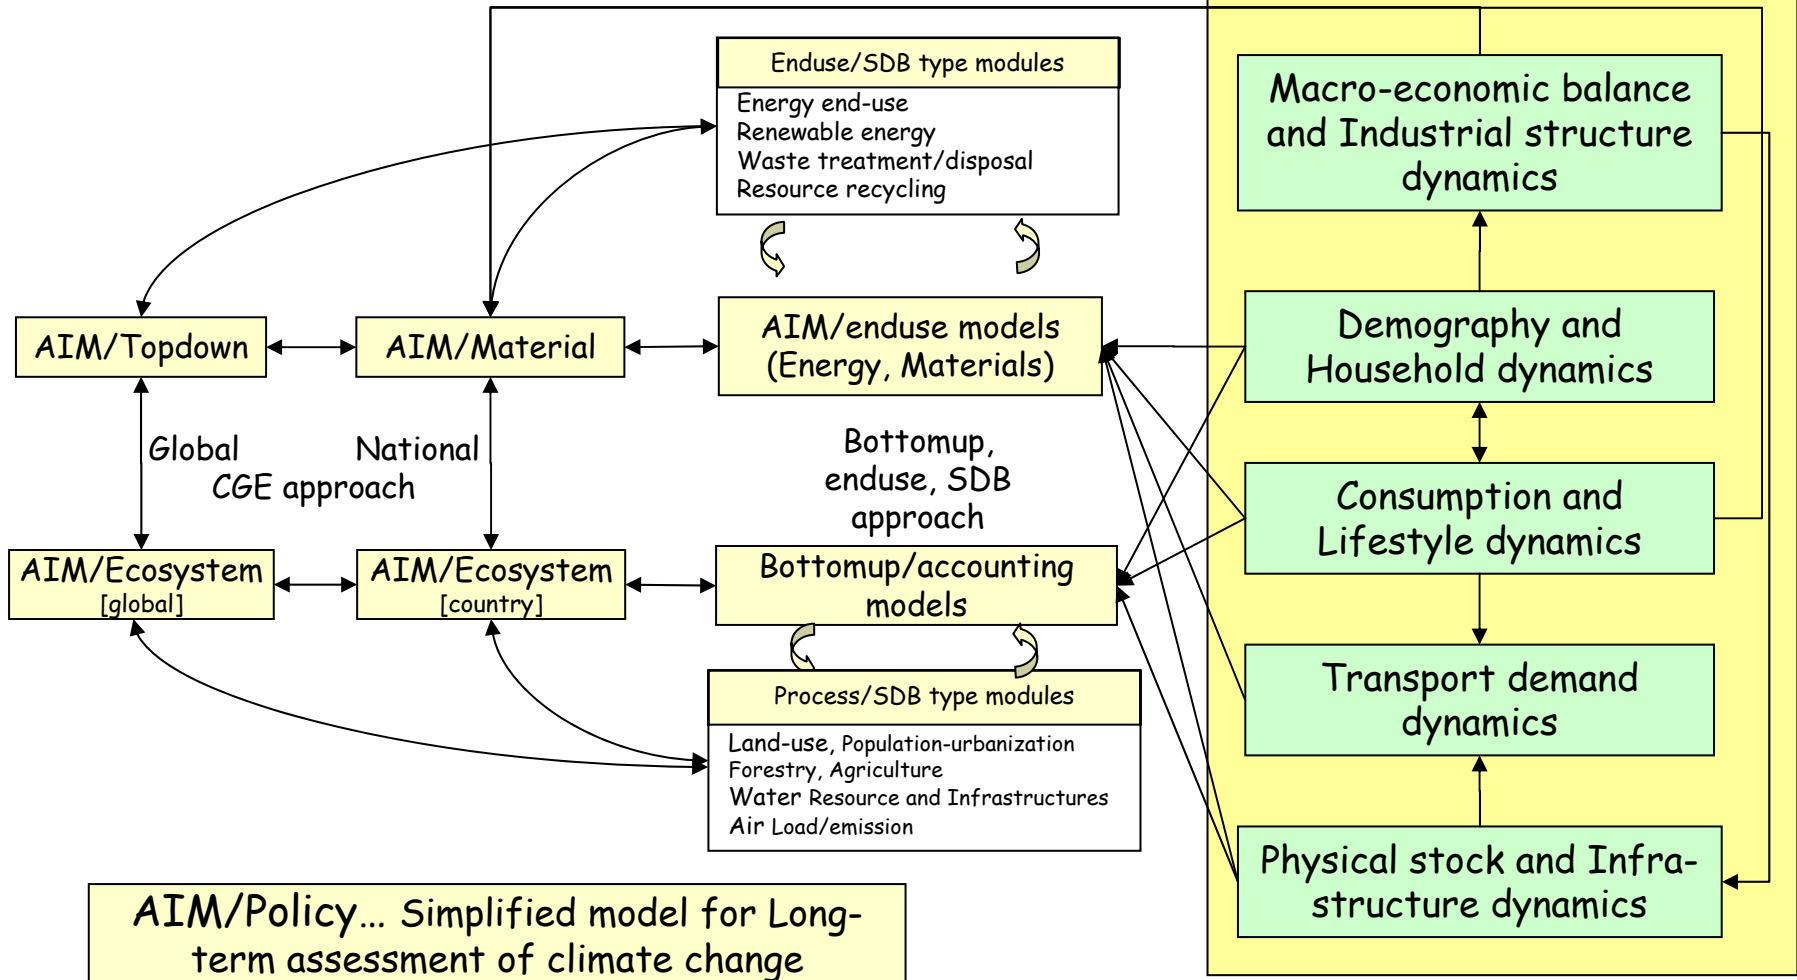 Enduse/SDB type modules
Energy end-use
Renewable energy
Waste treatment/disposal
Resource recycling
AIM/Topdown
AIM/Material
AIM/enduse models
(Energy, Materials)
Global
National
CGE approach
Bottomup,
enduse, SDB
approach
AIM/Ecosystem
[global]
AIM/Ecosystem
[country]
Bottomup/accounting
models
Process/SDB type modules
Land-use, Population-urbanization
Forestry, Agriculture
Water Resource and Infrastructures
Air Load/emission
AIM/Policy... Simplified model for Long-
term assessment of climate change
Macro-economic balance
and Industrial structure
dynamics
Demography and
Household dynamics
Consumption and
Lifestyle dynamics
Transport demand
dynamics
Physical stock and Infra-
structure dynamics